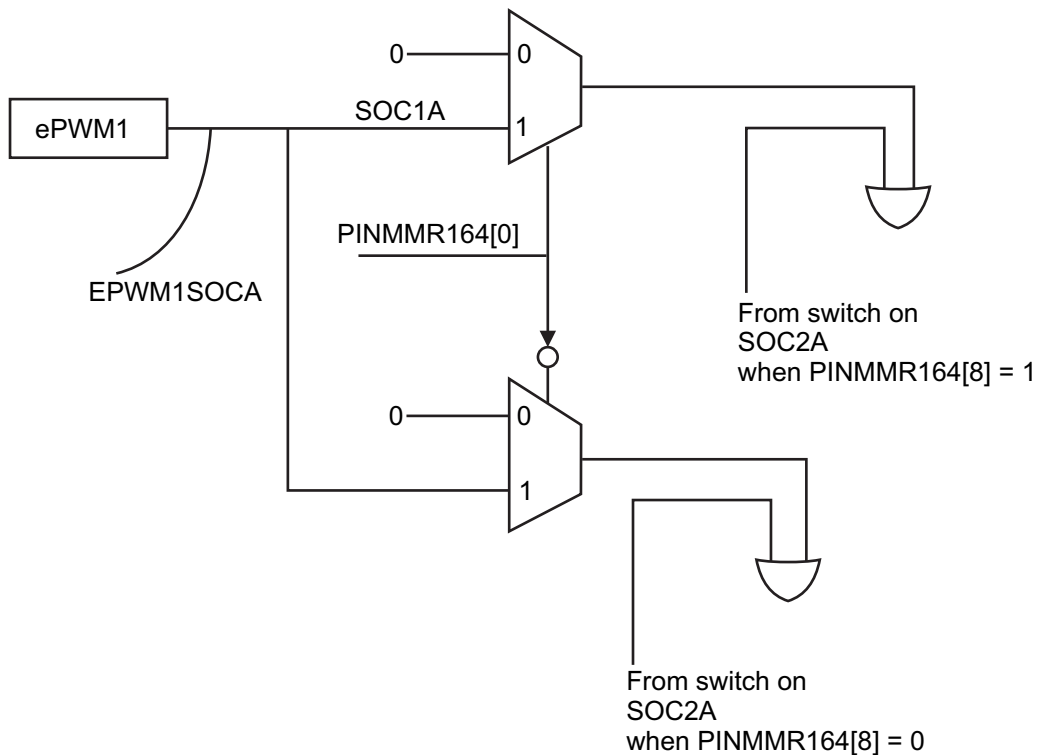 0
0
SOC1A
ePWM1
1
PINMMR164[0]
EPWM1SOCA
From switch on
SOC2A
when PINMMR164[8] = 1
0
0
1
From switch on
SOC2A
when PINMMR164[8] = 0